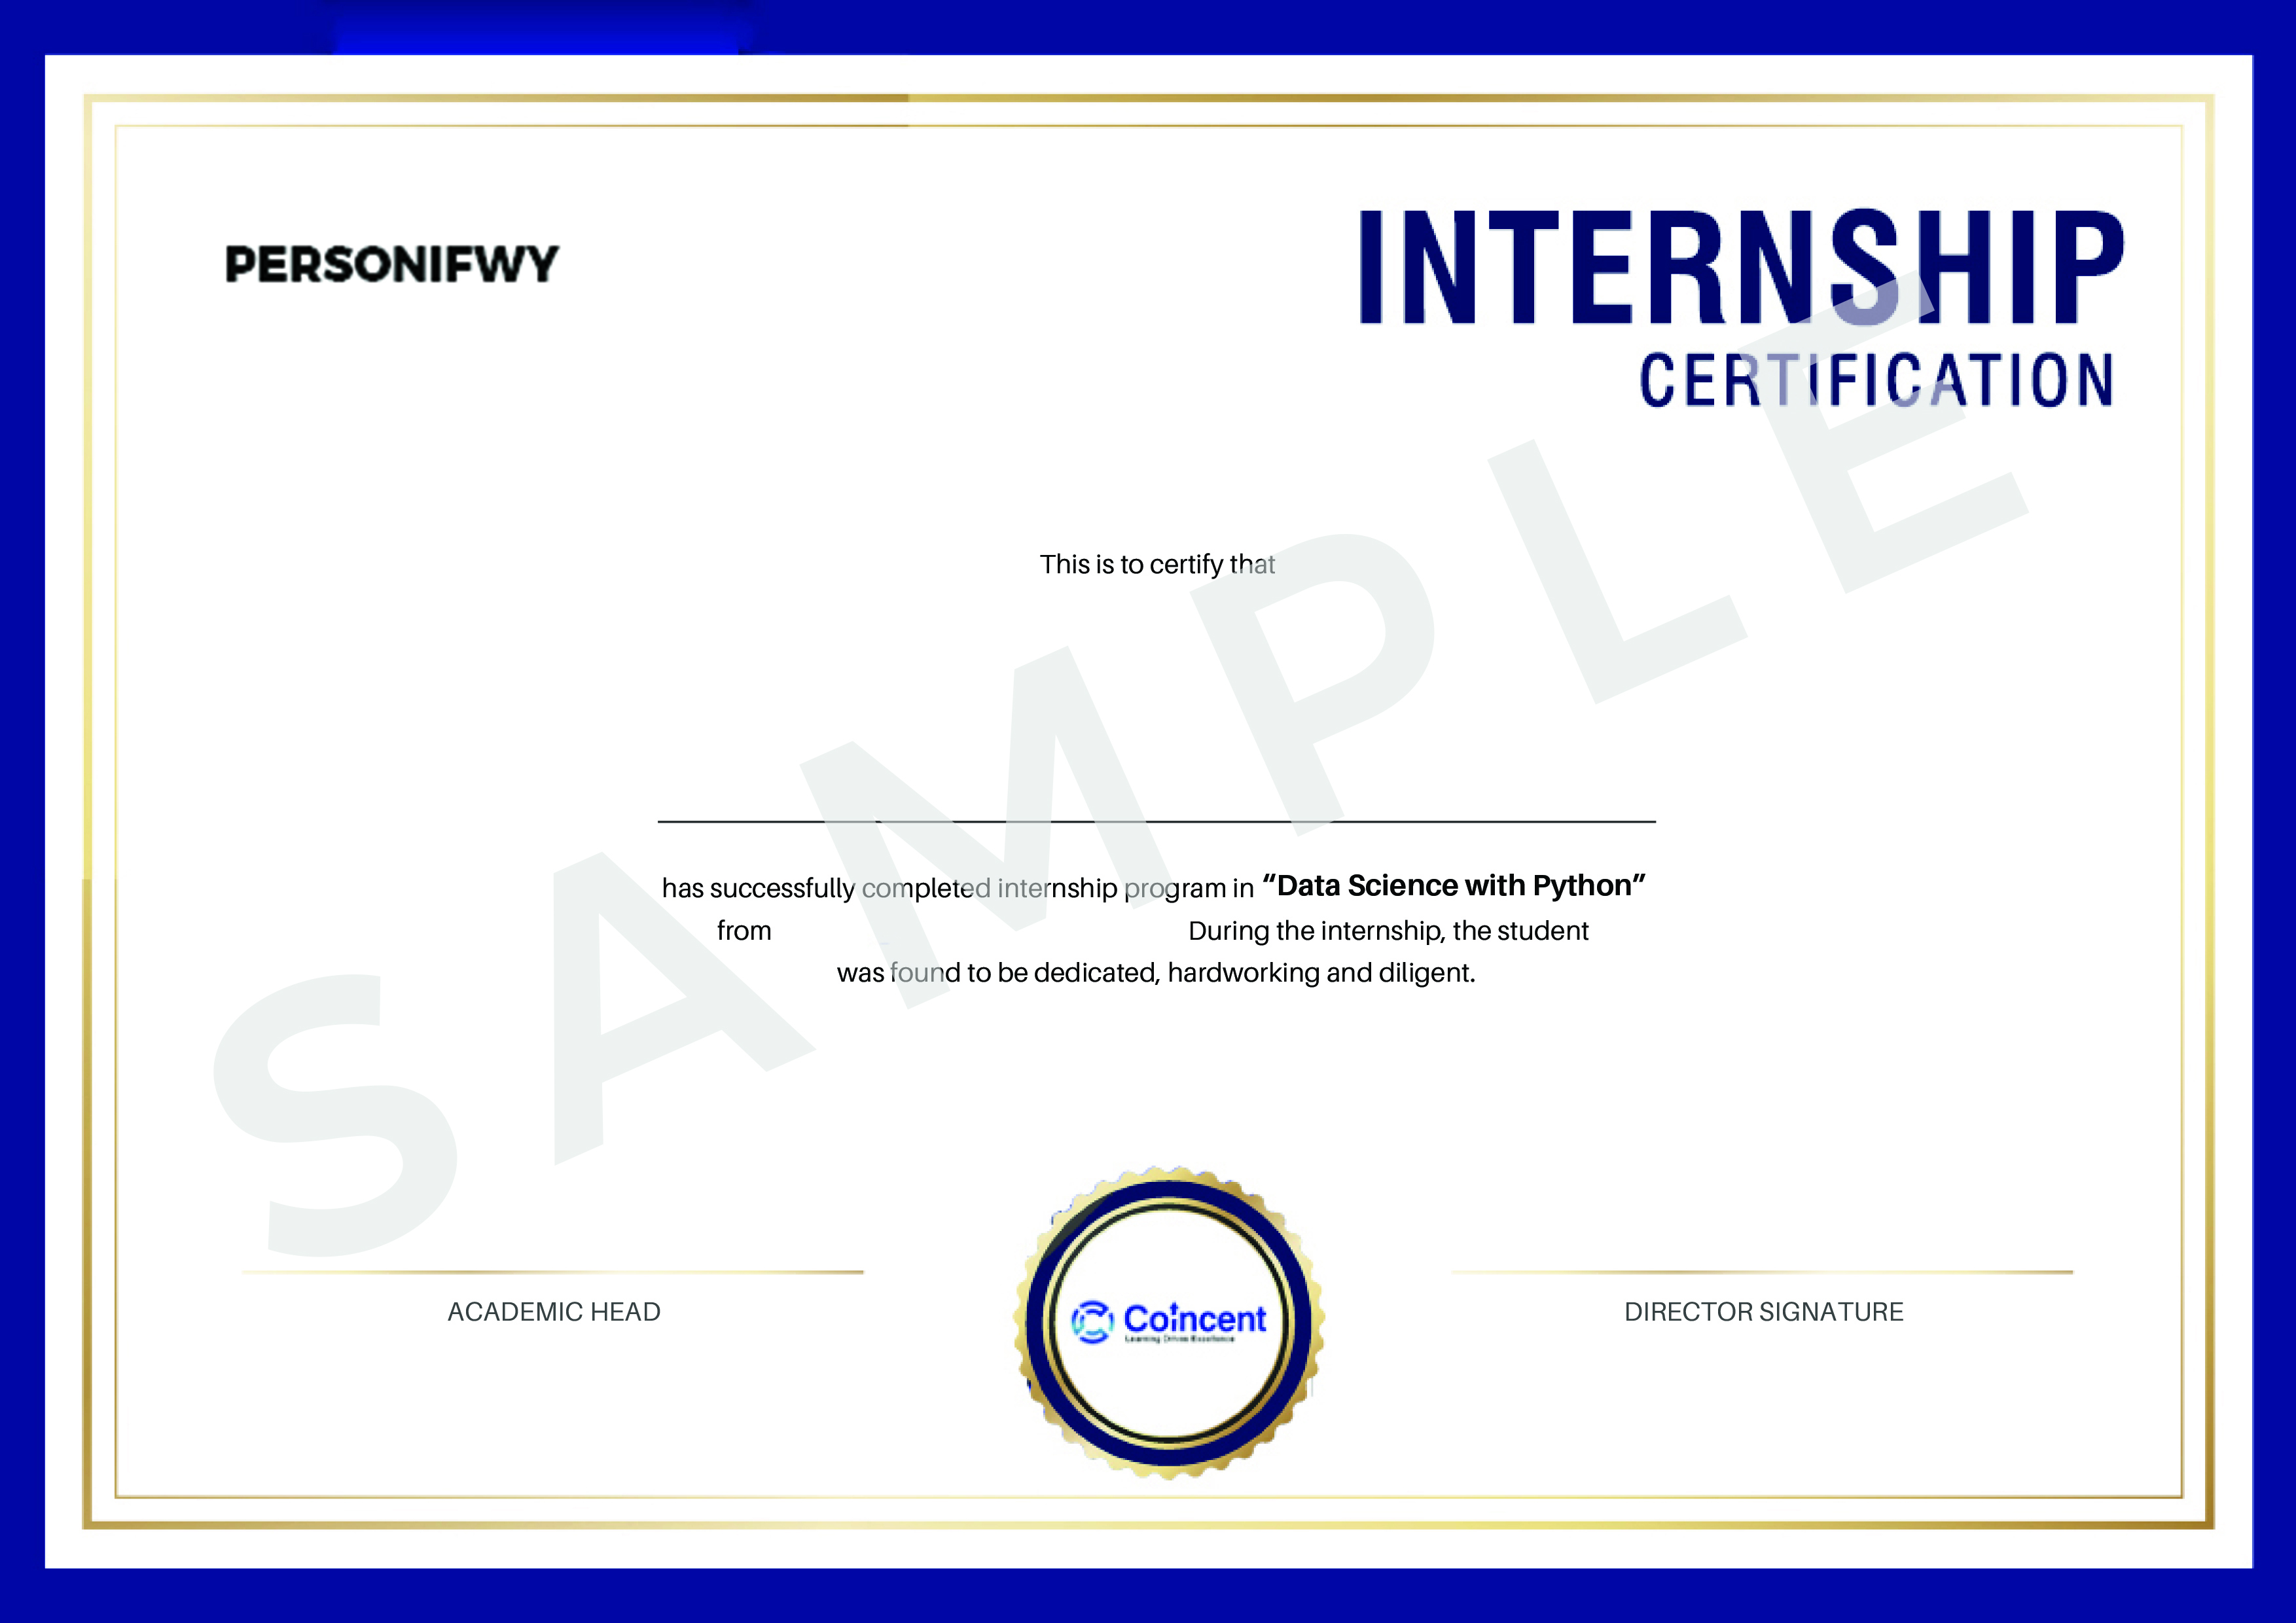 PERSONIFWY
INTERNSHIP
CERTIFICATION
This is to certify that
has successfully completed internship program in “Data Science with Python”
from During the internship, the student
was found to be dedicated, hardworking and diligent.
SAMPLE
ACADEMIC HEAD
Coincent
Learning Drives Excellence
DIRECTOR SIGNATURE